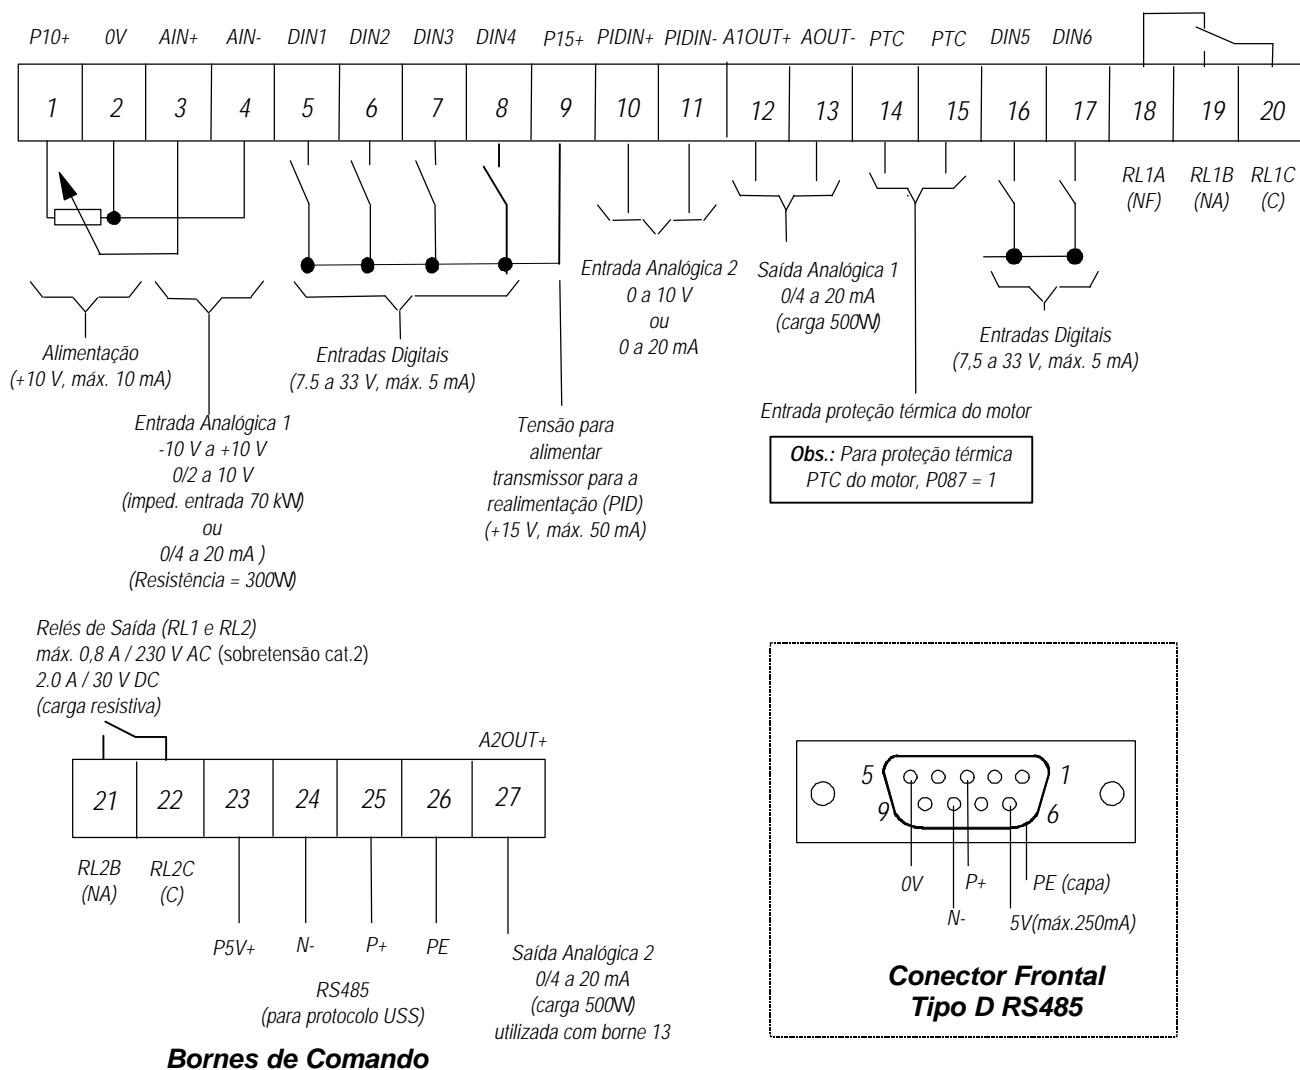 P10+ 0V AIN+ AIN- DIN1 DIN2 DIN3 DIN4 P15+ PIDIN+ PIDIN- A1OUT+ AOUT- PTC PTC DIN5 DIN6
1 2 3 4 5 6 7 8 9 10 11 12 13 14 15 16 17 18 19 20
RL1A
(NF)
RL1B
(NA)
RL1C
(C)
Alimentação
(+10 V, máx. 10 mA)
Entrada Analógica 1
-10 V a +10 V
0/2 a 10 V
(imped. entrada 70 kW)
ou
0/4 a 20 mA )
(Resistência = 300W)
Entradas Digitais
(7.5 a 33 V, máx. 5 mA)
Tensão para
alimentar
transmissor para a
realimentação (PID)
(+15 V, máx. 50 mA)
Entrada Analógica 2
0 a 10 V
ou
0 a 20 mA
Saída Analógica 1
0/4 a 20 mA
(carga 500W)
Entrada proteção térmica do motor
Obs.: Para proteção térmica
PTC do motor, P087 = 1
Entradas Digitais
(7,5 a 33 V, máx. 5 mA)
Relés de Saída (RL1 e RL2)
máx. 0,8 A / 230 V AC (sobretensão cat.2)
2.0 A / 30 V DC
(carga resistiva)
A2OUT+
21 22 23 24 25 26 27
RL2B
(NA)
RL2C
(C)
P5V+ N- P+ PE
RS485
(para protocolo USS)
Saída Analógica 2
0/4 a 20 mA
(carga 500W)
utilizada com borne 13
Bornes de Comando
5 1
9 6
0V P+ PE (capa)
N- 5V(máx.250mA)
Conector Frontal
Tipo D RS485